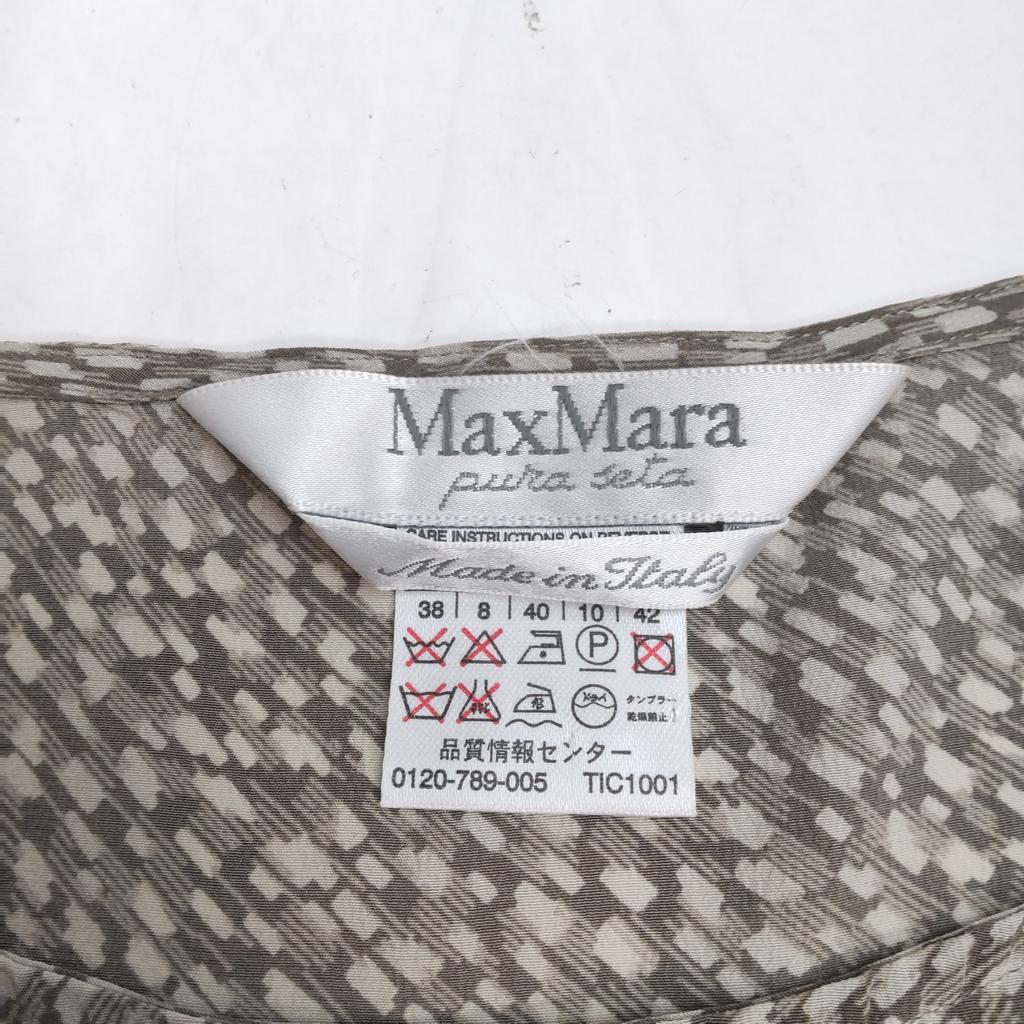 MaxMara
pura seta
CARE INSTRUCTIONS ON REVERSE
Made in Italy
38 | 8 | 40 | 10 | 42
P
タンブラー
乾燥禁止
品質情報センター
0120-789-005 TIC1001